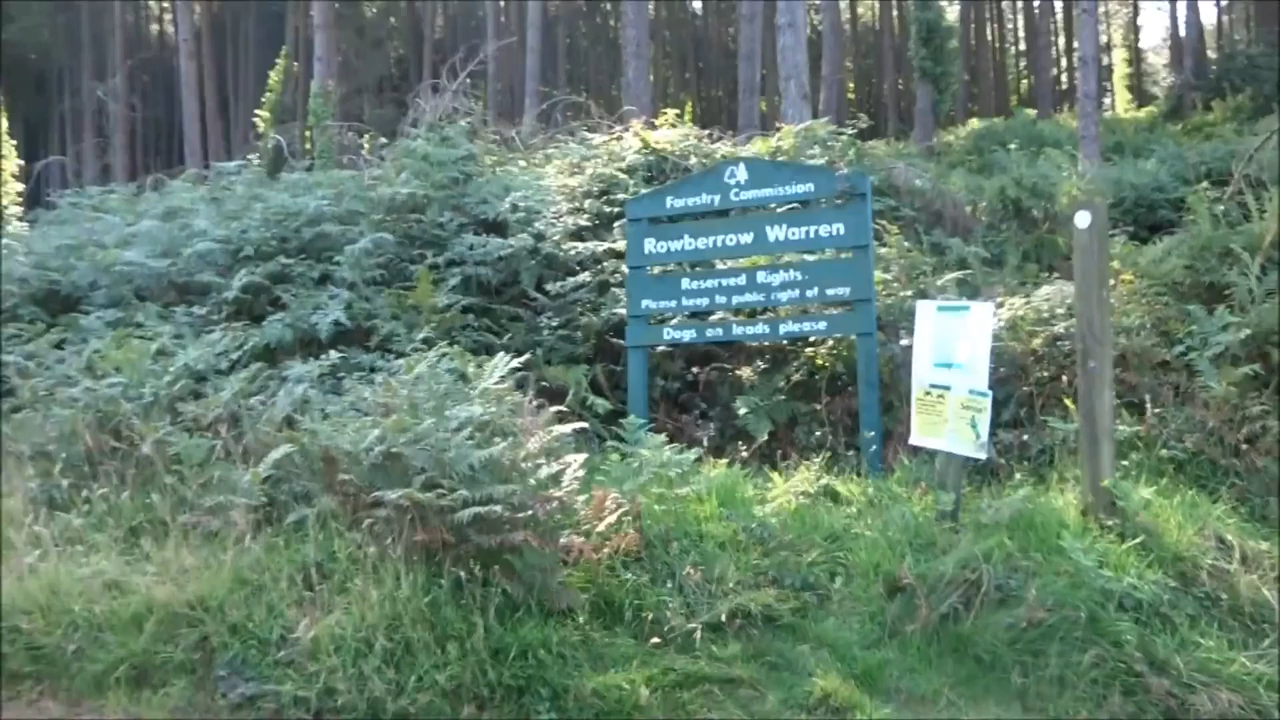 Forestry Commission
Rowberrow Warren
Reserved Rights.
Please keep to public right of way
Dogs on leads please